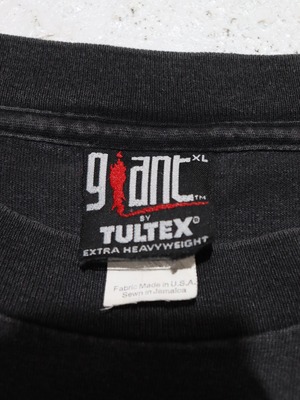 giant XL ™
BY
TULTEX®
EXTRA HEAVYWEIGHT
Fabric Made in U.S.A.
Sewn in Jamaica